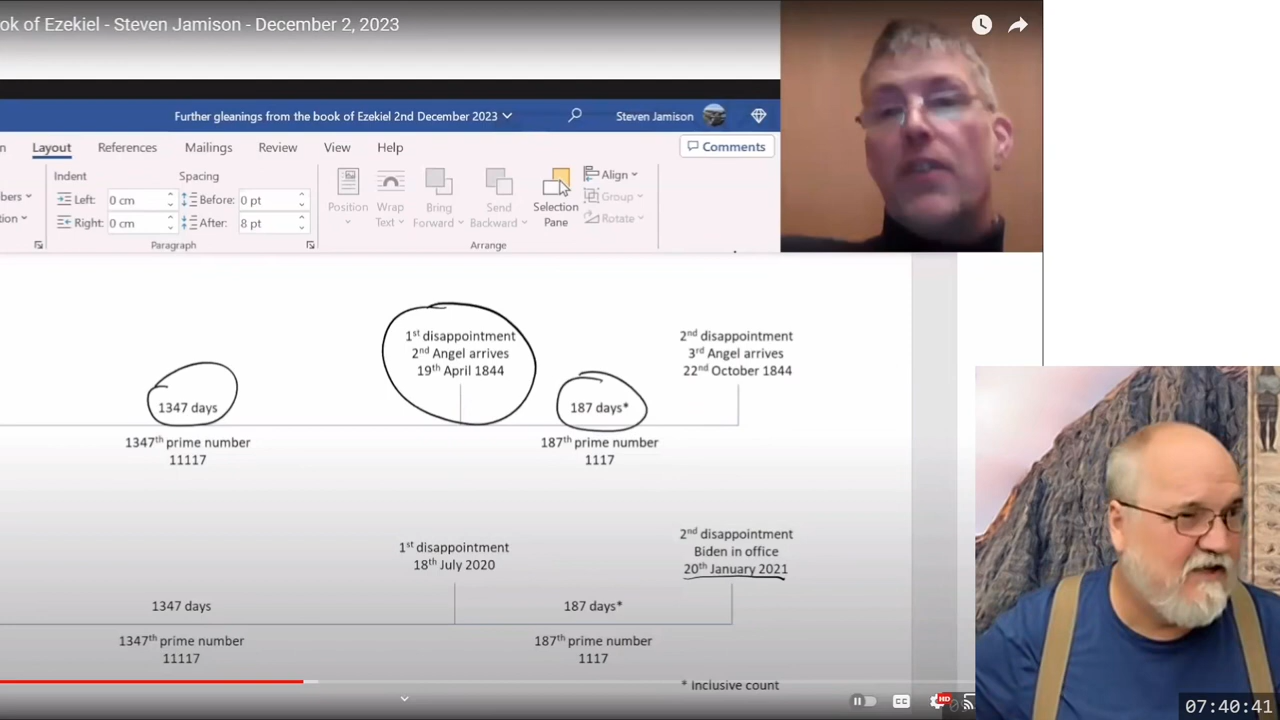 ok of Ezekiel - Steven Jamison - December 2, 2023
Further gleanings from the book of Ezekiel 2nd December 2023
Steven Jamison
Layout References Mailings Review View Help
Comments
Indent Spacing
Left: 0 cm Before: 0 pt
Right: 0 cm After: 8 pt
Paragraph
Position
Wrap Text
Bring Forward
Send Backward
Selection Pane
Align
Group
Rotate
Arrange
1st disappointment
2nd Angel arrives
19th April 1844
2nd disappointment
3rd Angel arrives
22nd October 1844
1347 days
187 days*
1347th prime number
11117
187th prime number
1117
1st disappointment
18th July 2020
2nd disappointment
Biden in office
20th January 2021
1347 days
187 days*
1347th prime number
11117
187th prime number
1117
* Inclusive count
CC
HD
07:40:41